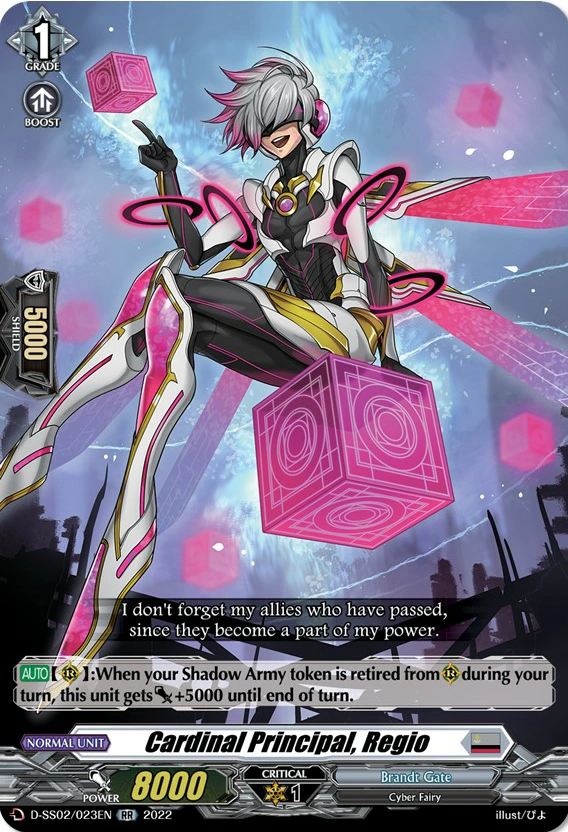 1
GRADE
BOOST
5000
SHIELD
I don't forget my allies who have passed,
since they become a part of my power.
AUTO【Ⓡ】:When your Shadow Army token is retired from Ⓡ during your
turn, this unit gets +5000 until end of turn.
NORMAL UNIT
Cardinal Principal, Regio
POWER 8000
CRITICAL
1
Brandt Gate
Cyber Fairy
D-SS02/023EN RR 2022
illust/ぴよ